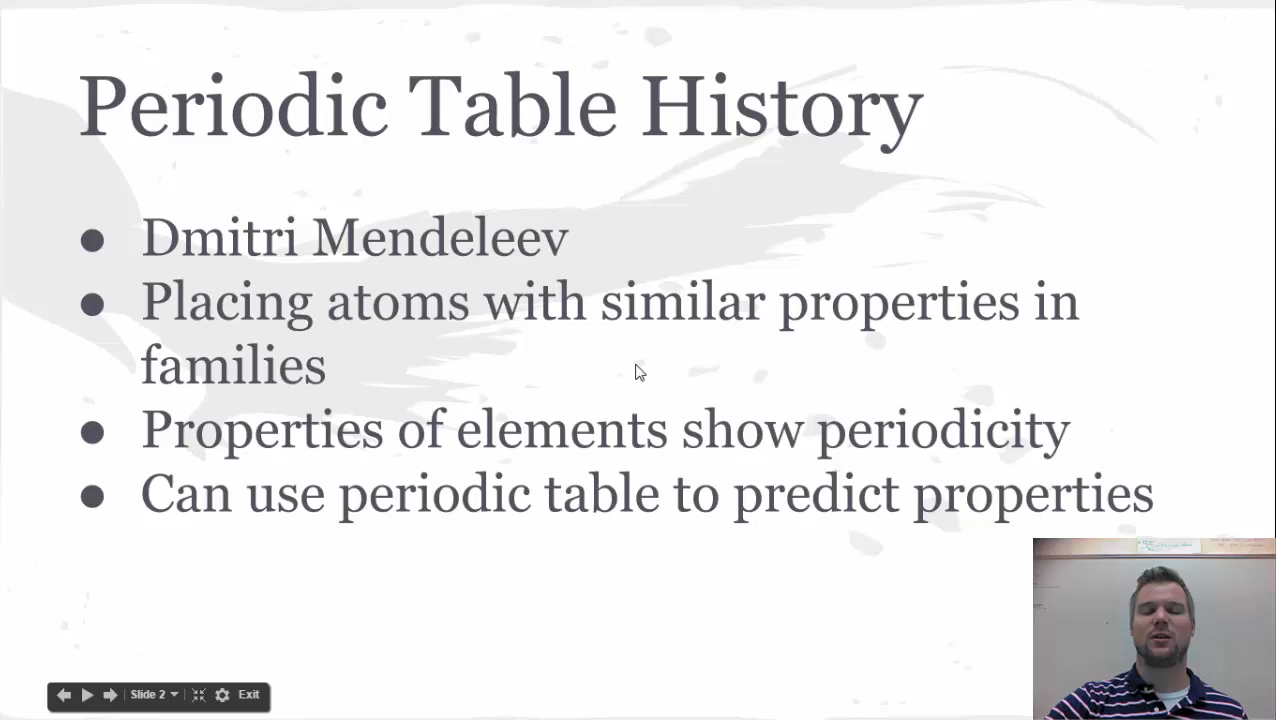 Periodic Table History
● Dmitri Mendeleev
● Placing atoms with similar properties in
families
● Properties of elements show periodicity
● Can use periodic table to predict properties
Slide 2
Exit